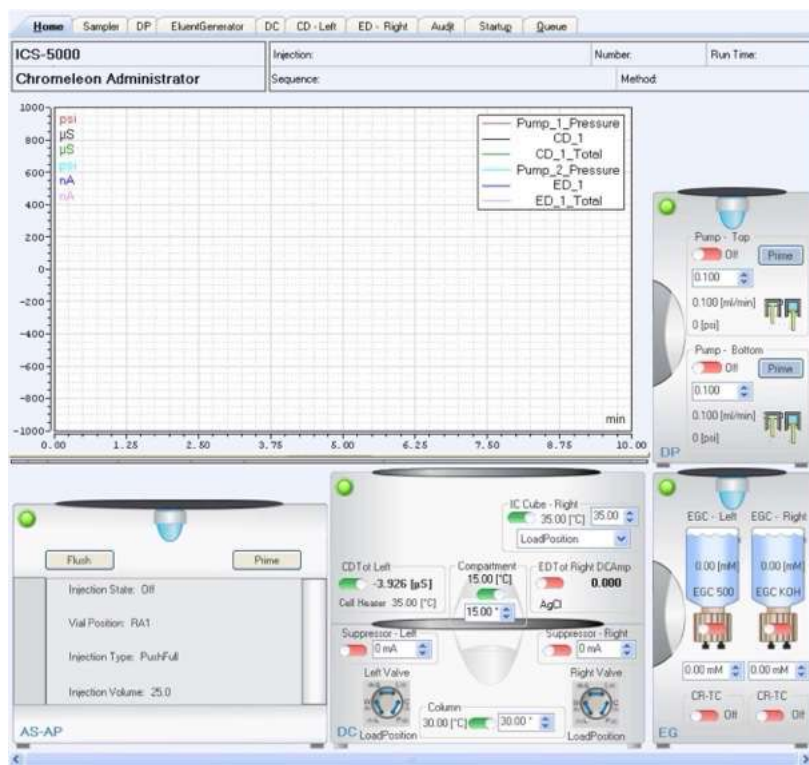 Home Sampler DP EluentGenerator DC CD - Left ED - Right Audit Startup Queue
ICS-5000
Injection: Number: Run Time:
Chromeleon Administrator
Sequence: Method:
1000
800
600
400
200
0
-200
-400
-600
-800
-1000
psi
µS
µS
psi
nA
nA
Pump_1_Pressure
CD_1
CD_1_Total
Pump_2_Pressure
ED_1
ED_1_Total
min
0.00 1.25 2.50 3.75 5.00 6.25 7.50 8.75 10.00
Pump - Top
Off Prime
0.100
0.100 [ml/min]
0 [psi]
Pump - Bottom
Off Prime
0.100
0.100 [ml/min]
0 [psi]
DP
Flush Prime
Injection State: Off
Vial Position: RA1
Injection Type: PushFull
Injection Volume: 25.0
AS-AP
IC Cube - Right
35.00 [°C] 35.00
LoadPosition
CDTot Left
-3.926 [µS]
Cell Heater 35.00 [°C]
Compartment
15.00 [°C]
15.00 °
EDTot Right DCAmp
0.000
AgCl
Suppressor - Left
0 mA
Suppressor - Right
0 mA
Left Valve
LoadPosition
Right Valve
LoadPosition
Column
30.00 [°C] 30.00 °
DC
EGC - Left EGC - Right
0.00 [mM] 0.00 [mM]
EGC 500 EGC KOH
0.00 mM 0.00 mM
CR-TC CR-TC
Off Off
EG